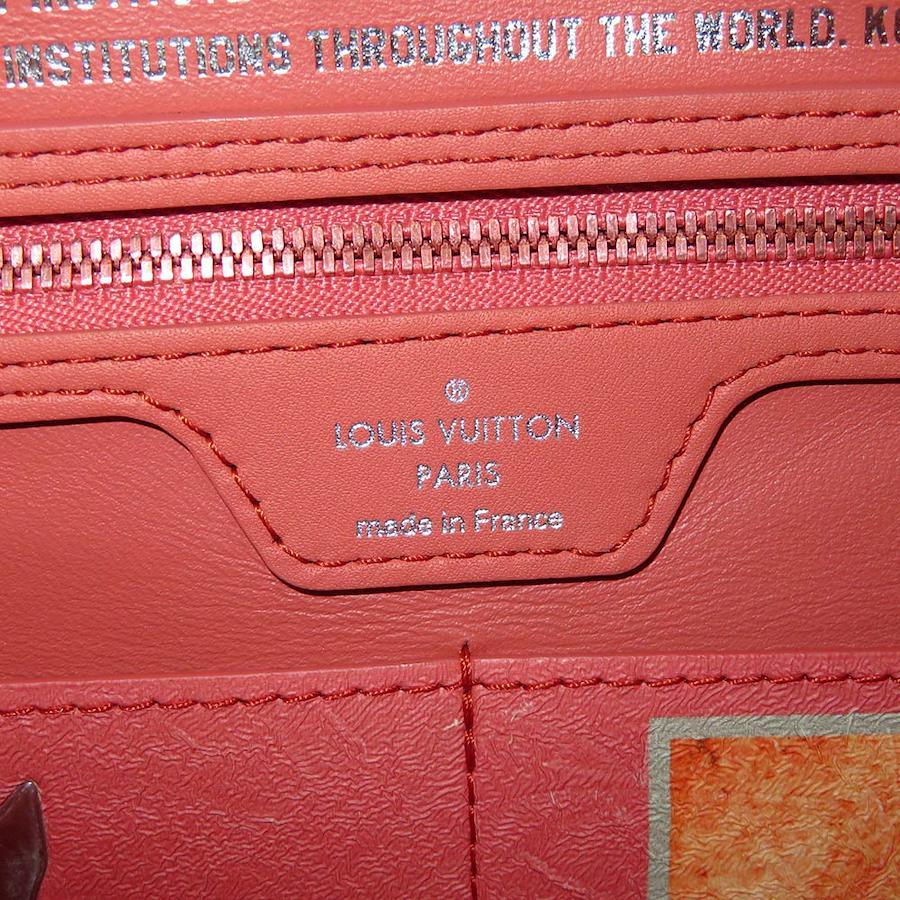 INSTITUTIONS THROUGHOUT THE WORLD.
LOUIS VUITTON
PARIS
made in France